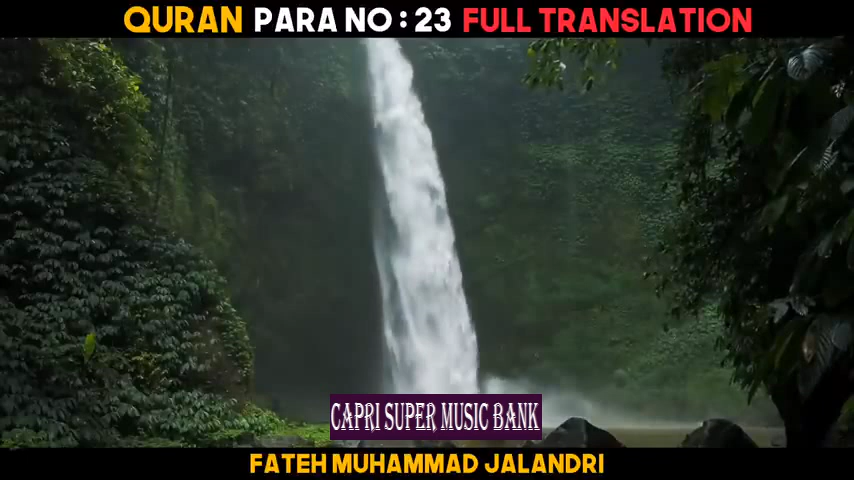 QURAN PARA NO : 23 FULL TRANSLATION
CAPRI SUPER MUSIC BANK
FATEH MUHAMMAD JALANDRI